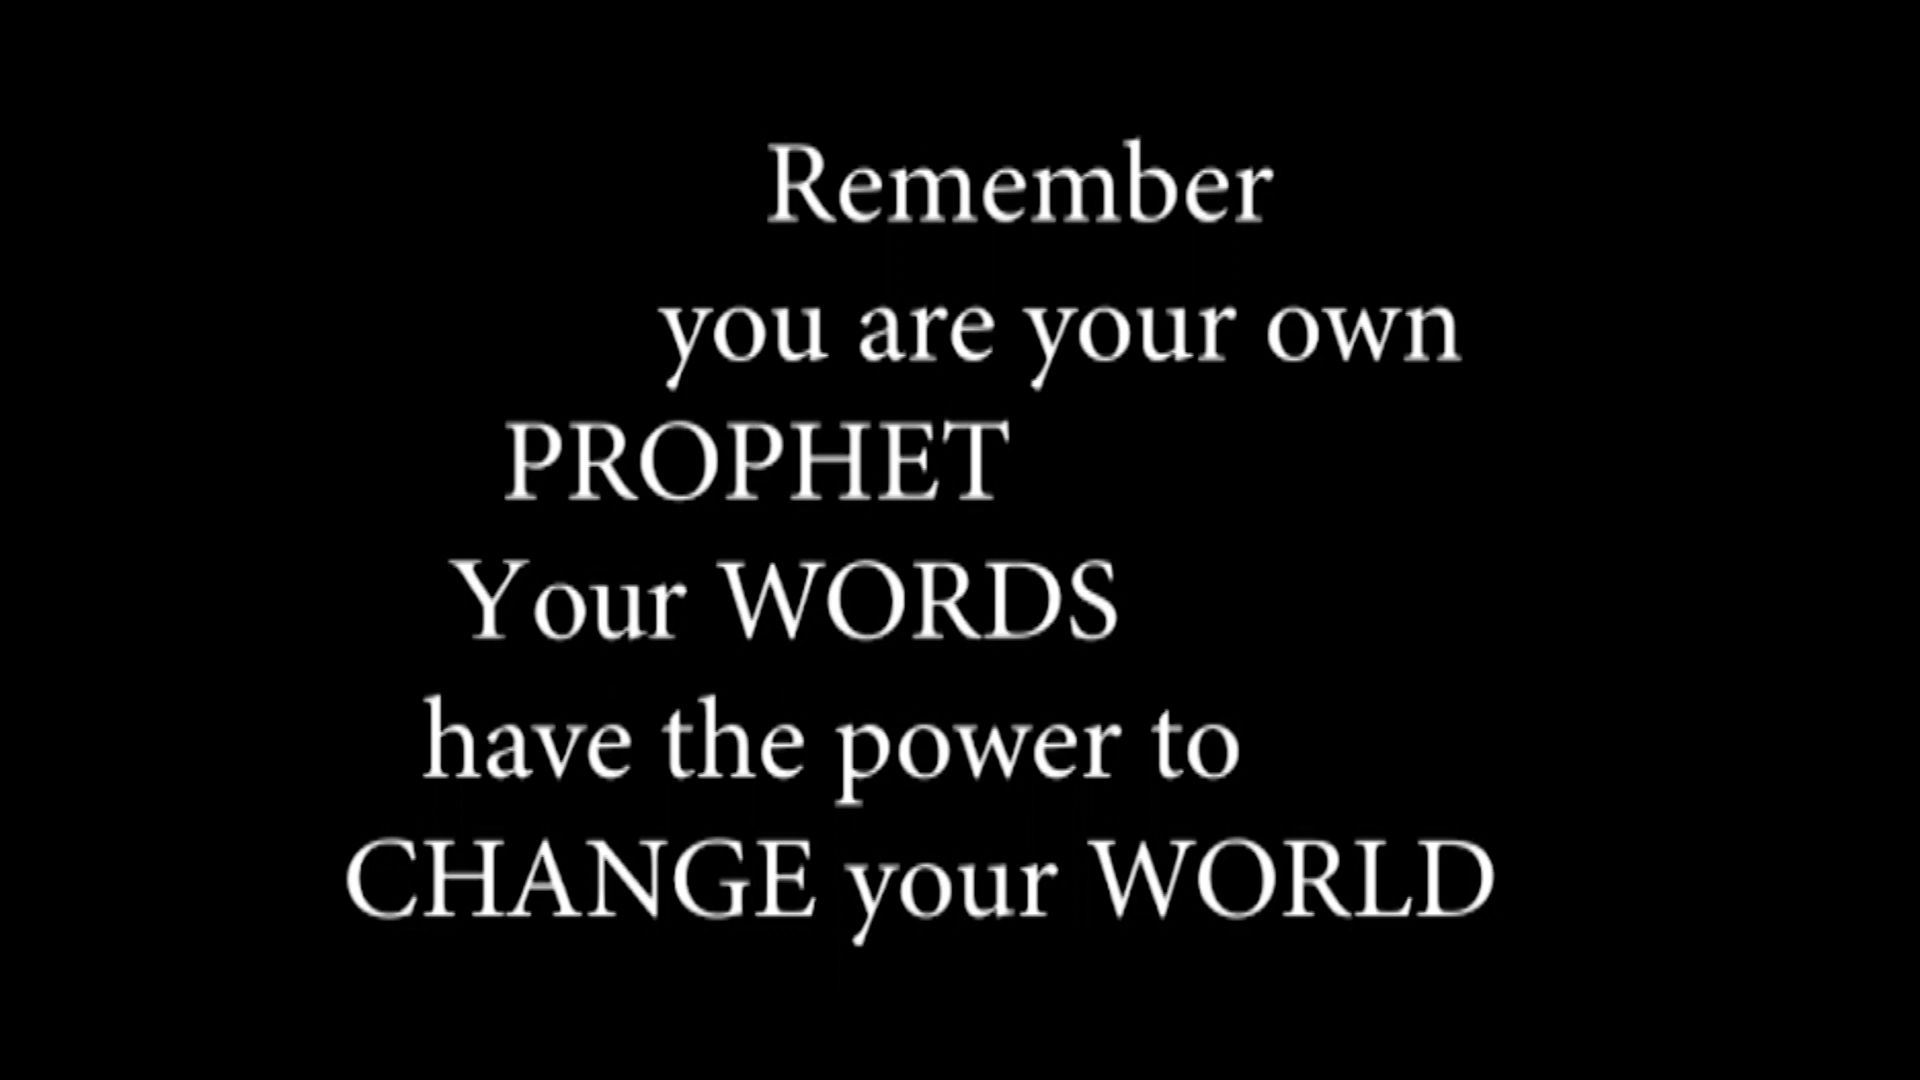 Remember
you are your own
PROPHET
Your WORDS
have the power to
CHANGE your WORLD